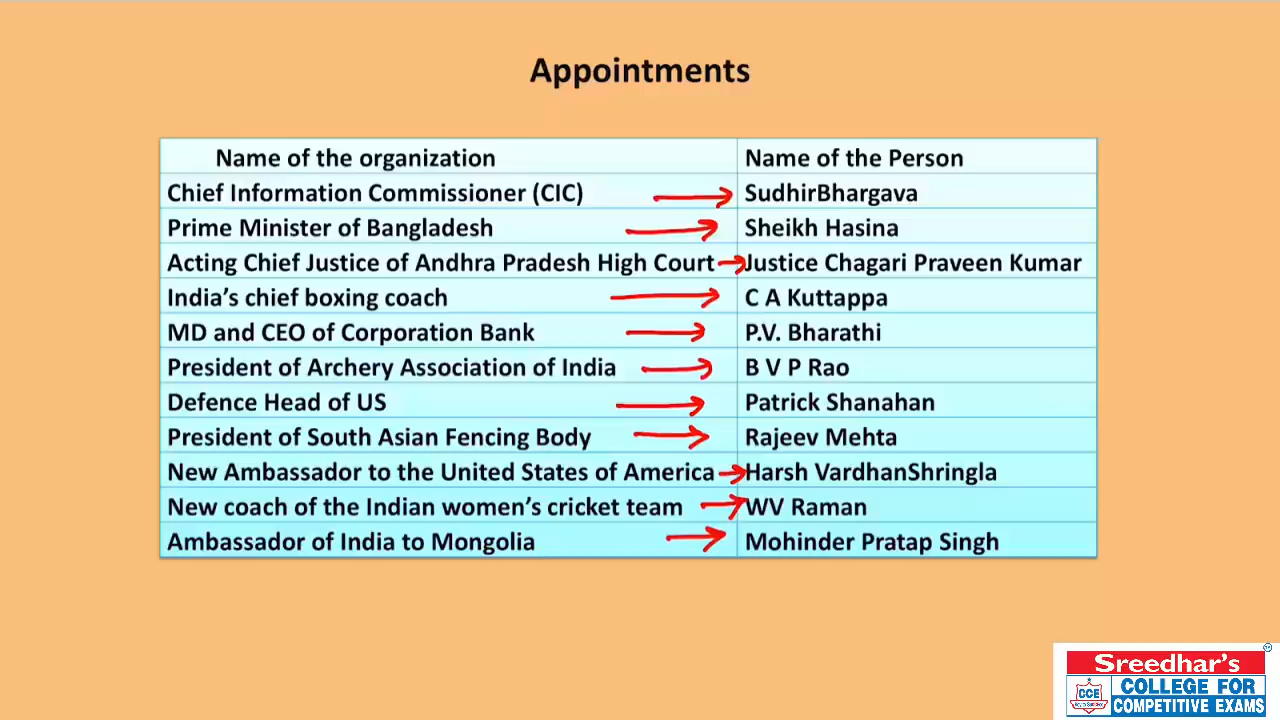 Appointments
Name of the organization Name of the Person
Chief Information Commissioner (CIC) SudhirBhargava
Prime Minister of Bangladesh Sheikh Hasina
Acting Chief Justice of Andhra Pradesh High Court Justice Chagari Praveen Kumar
India's chief boxing coach C A Kuttappa
MD and CEO of Corporation Bank P.V. Bharathi
President of Archery Association of India B V P Rao
Defence Head of US Patrick Shanahan
President of South Asian Fencing Body Rajeev Mehta
New Ambassador to the United States of America Harsh VardhanShringla
New coach of the Indian women's cricket team WV Raman
Ambassador of India to Mongolia Mohinder Pratap Singh
Sreedhar's
CCE COLLEGE FOR
COMPETITIVE EXAMS